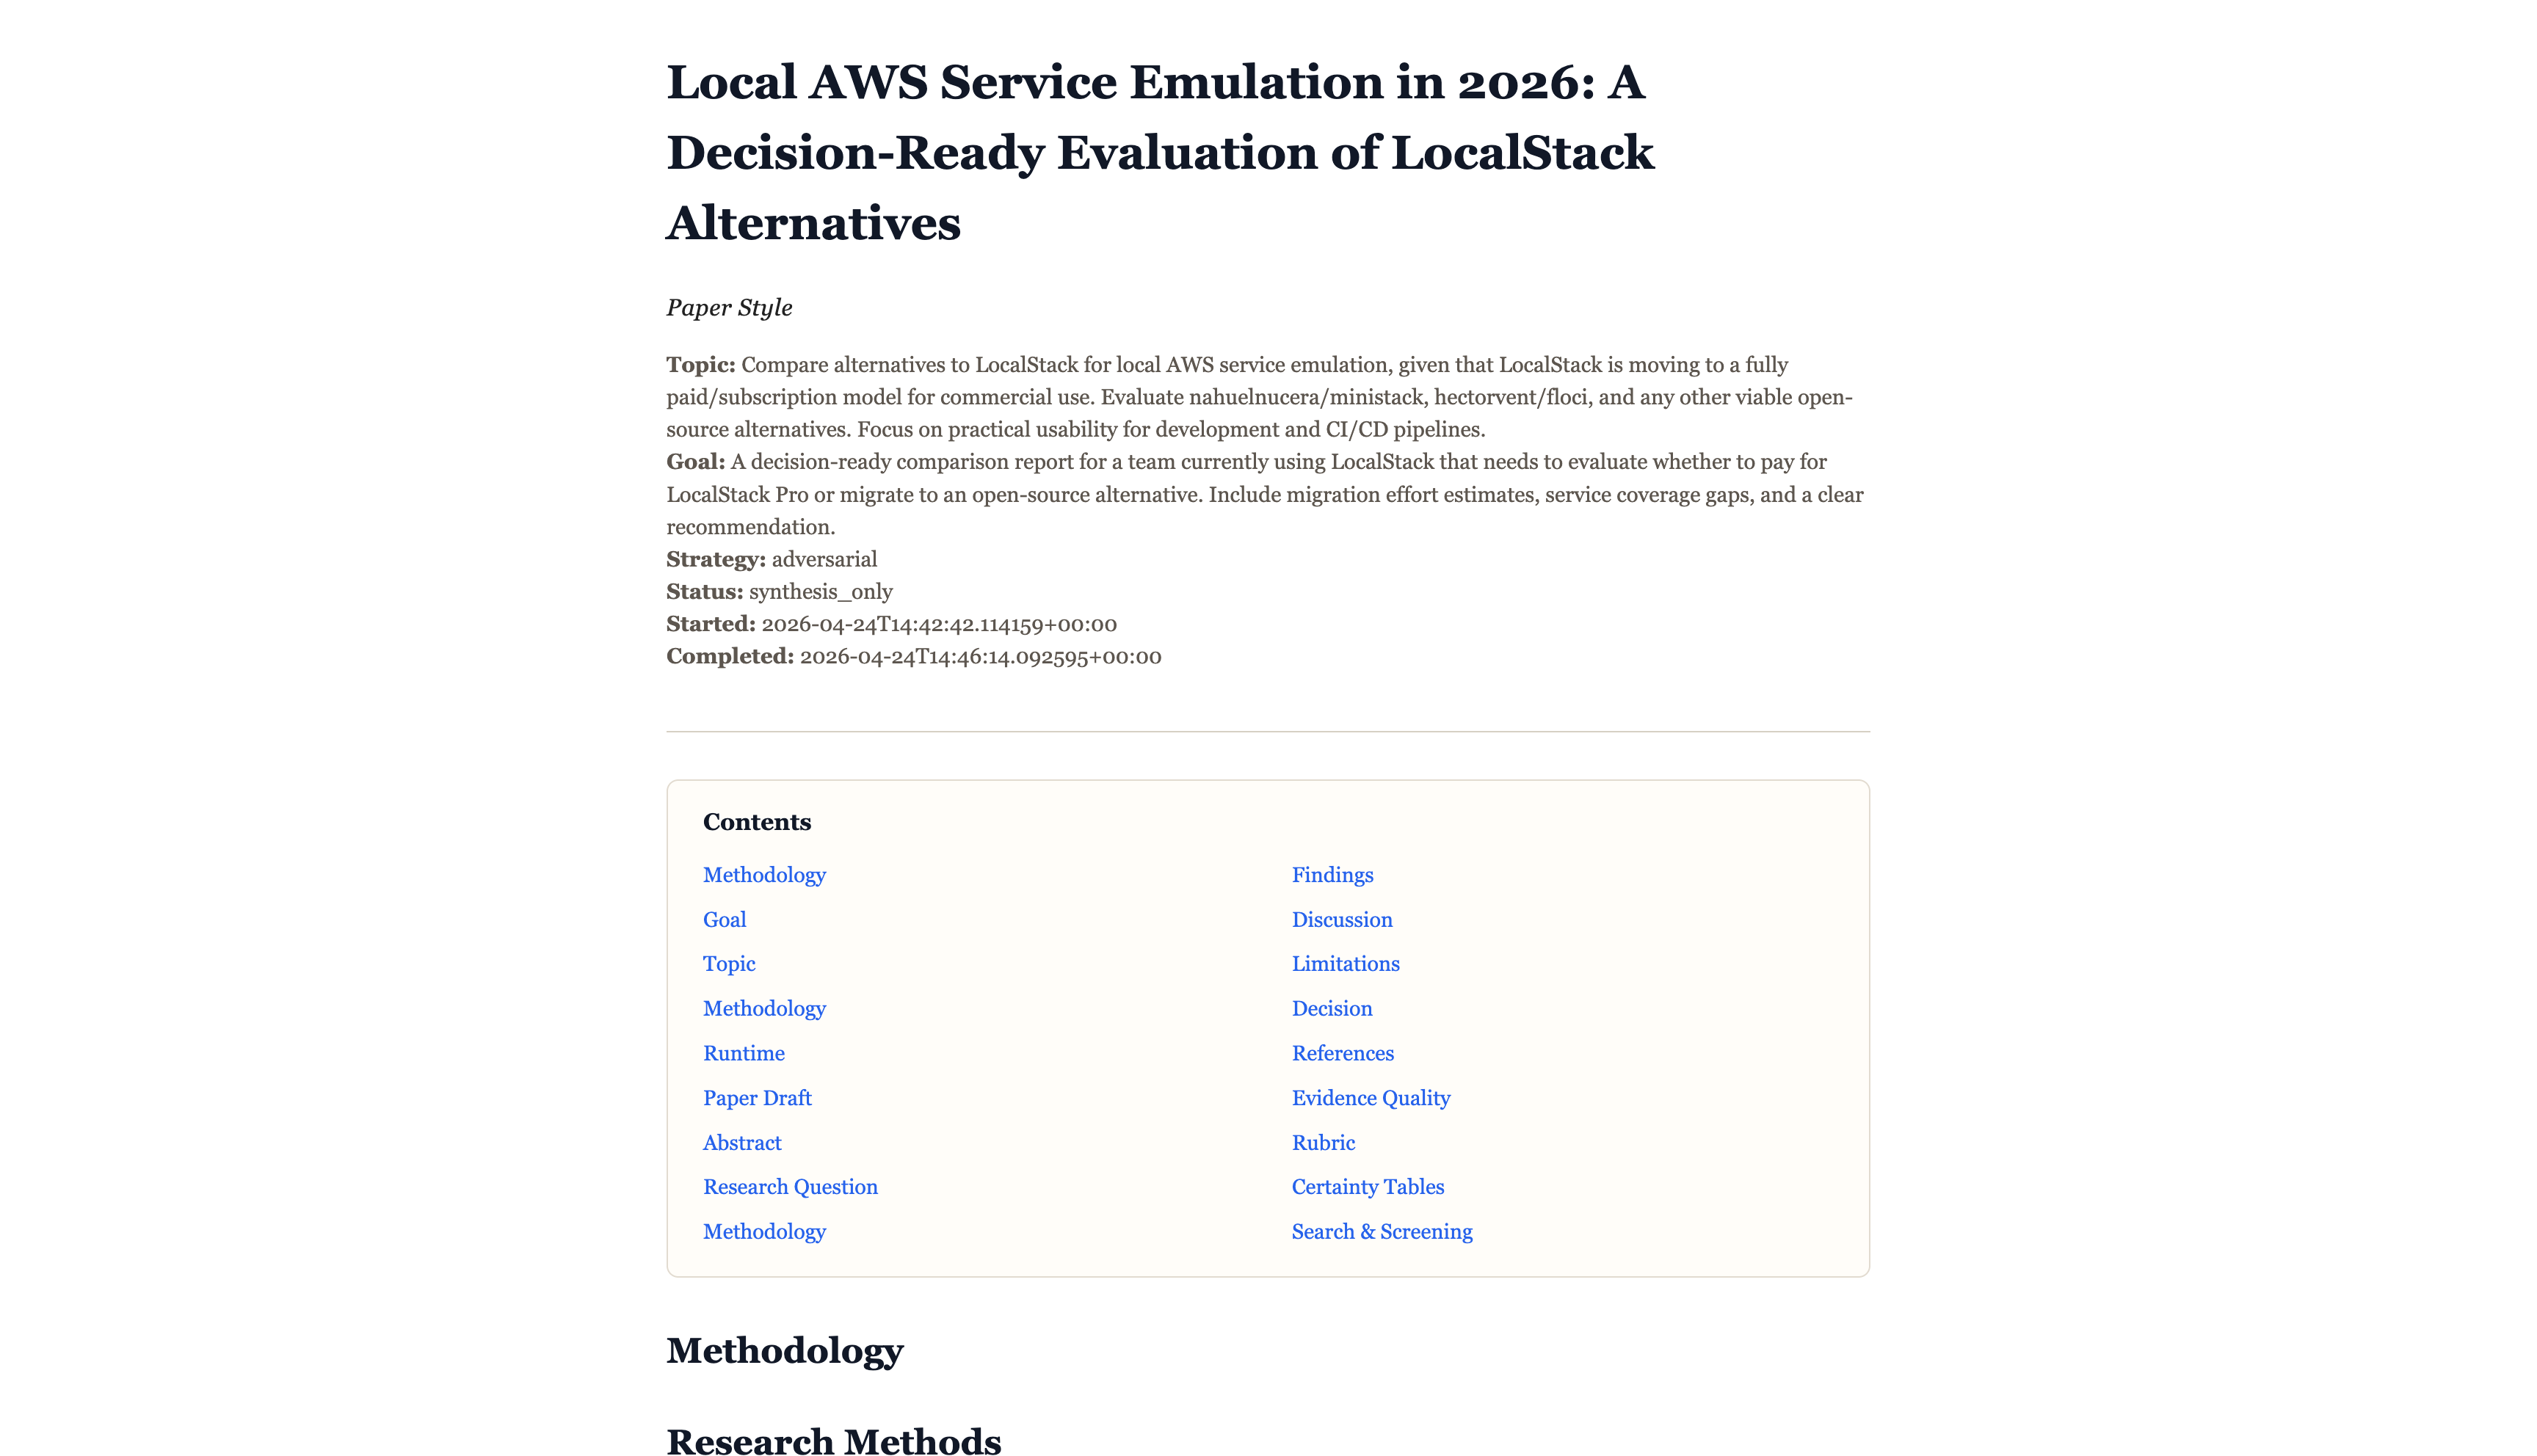 Local AWS Service Emulation in 2026: A
Decision-Ready Evaluation of LocalStack
Alternatives
Paper Style
Topic: Compare alternatives to LocalStack for local AWS service emulation, given that LocalStack is moving to a fully
paid/subscription model for commercial use. Evaluate nahuelnucera/ministack, hectorvent/floci, and any other viable open-
source alternatives. Focus on practical usability for development and CI/CD pipelines.
Goal: A decision-ready comparison report for a team currently using LocalStack that needs to evaluate whether to pay for
LocalStack Pro or migrate to an open-source alternative. Include migration effort estimates, service coverage gaps, and a clear
recommendation.
Strategy: adversarial
Status: synthesis_only
Started: 2026-04-24T14:42:42.114159+00:00
Completed: 2026-04-24T14:46:14.092595+00:00
Contents
Methodology
Goal
Topic
Methodology
Runtime
Paper Draft
Abstract
Research Question
Methodology
Findings
Discussion
Limitations
Decision
References
Evidence Quality
Rubric
Certainty Tables
Search & Screening
Methodology
Research Methods